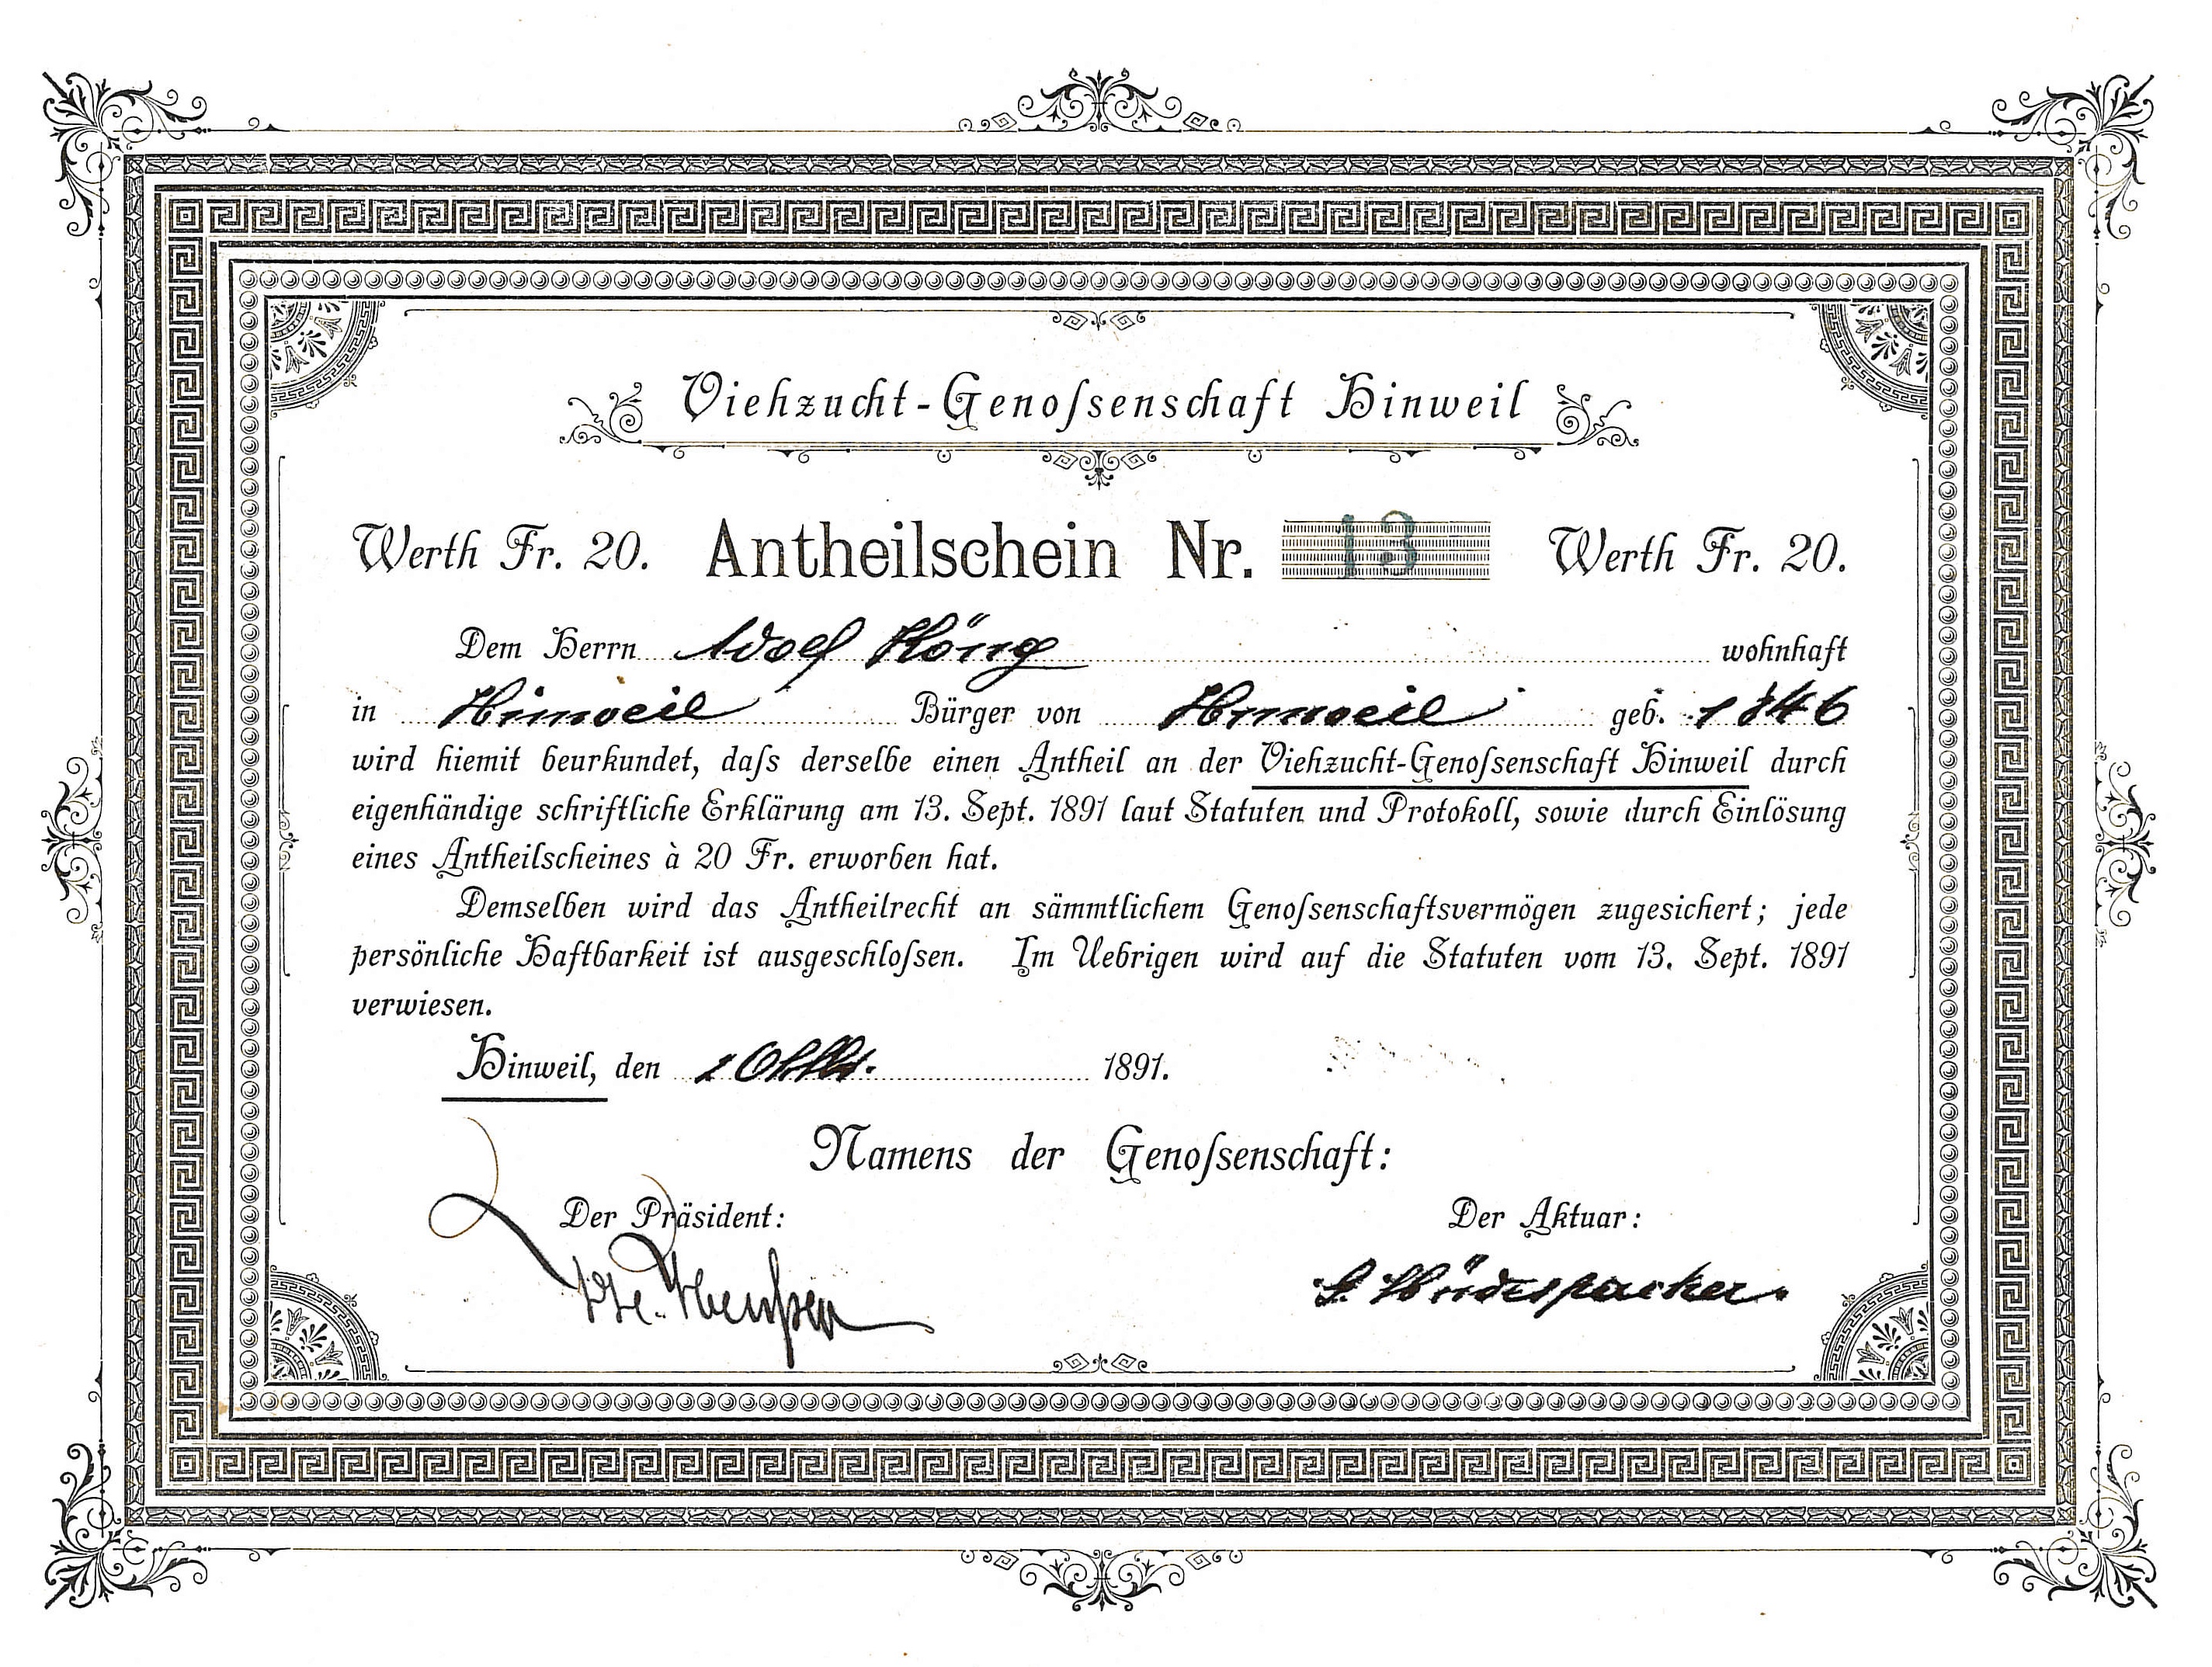 Viehzucht-Genoſsenschaft Hinweil
Werth Fr. 20. Antheilschein Nr. 13 Werth Fr. 20.
Dem Herrn Adolf Hönig wohnhaft
in Hinweil Bürger von Hinweil geb. 1846
wird hiemit beurkundet, daſs derselbe einen Antheil an der Viehzucht-Genoſsenschaft Hinweil durch
eigenhändige schriftliche Erklärung am 13. Sept. 1891 laut Statuten und Protokoll, sowie durch Einlösung
eines Antheilscheines à 20 Fr. erworben hat.
Demselben wird das Antheilrecht an sämmtlichem Genoſsenschaftsvermögen zugesichert; jede
persönliche Haftbarkeit ist ausgeschloſsen. Im Uebrigen wird auf die Statuten vom 13. Sept. 1891
verwiesen.
Hinweil, den 1 Oktbr. 1891.
Namens der Genoſsenschaft:
Der Präsident: Der Aktuar: